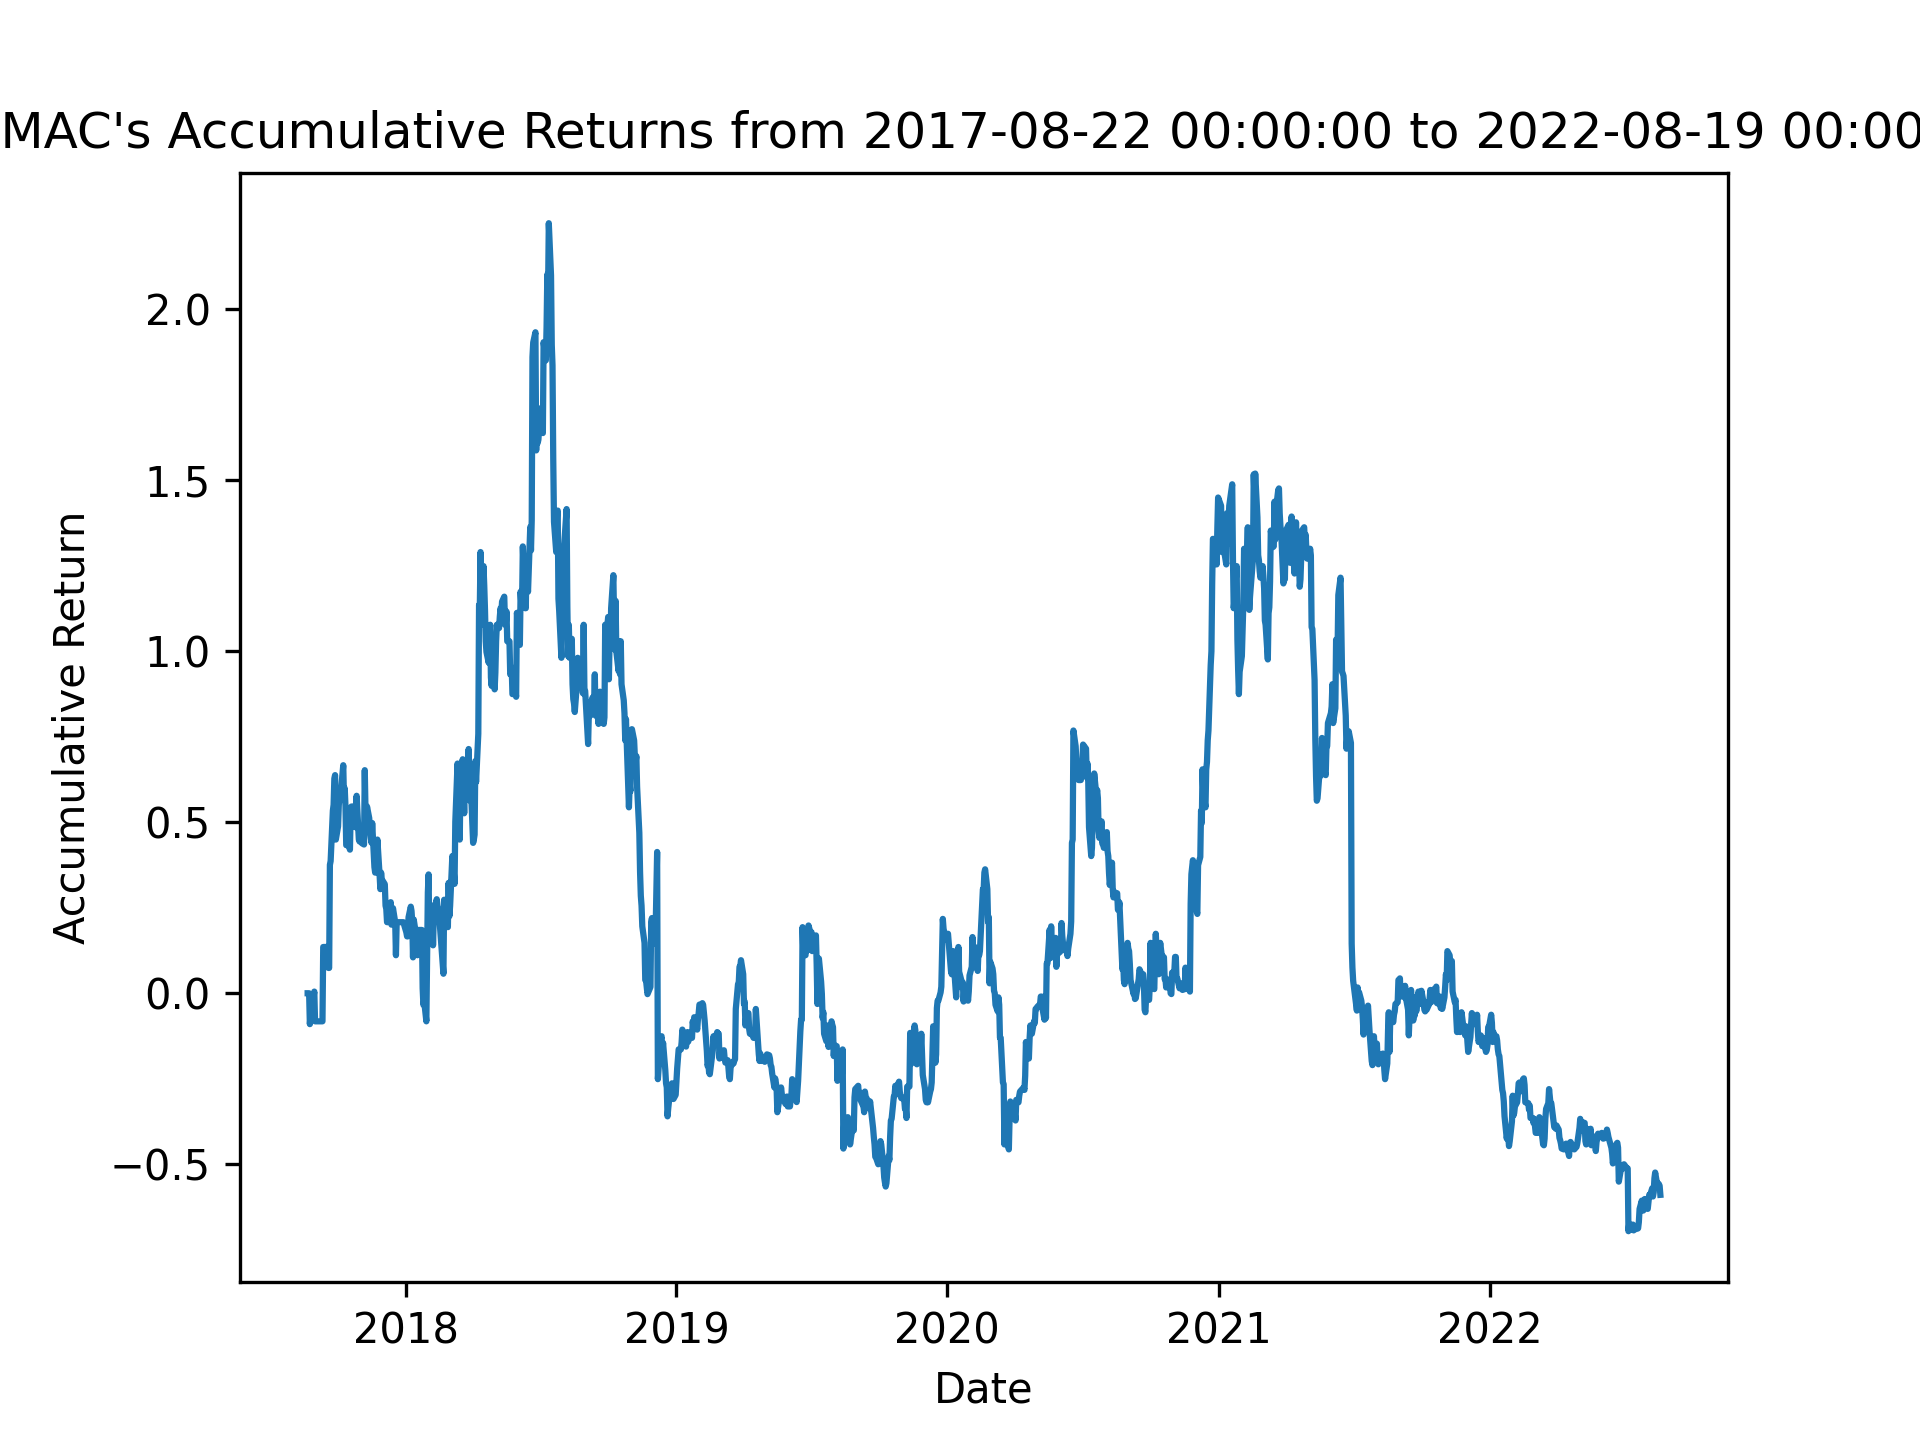 MAC's Accumulative Returns from 2017-08-22 00:00:00 to 2022-08-19 00:00
Accumulative Return
2.0
1.5
1.0
0.5
0.0
−0.5
2018 2019 2020 2021 2022
Date